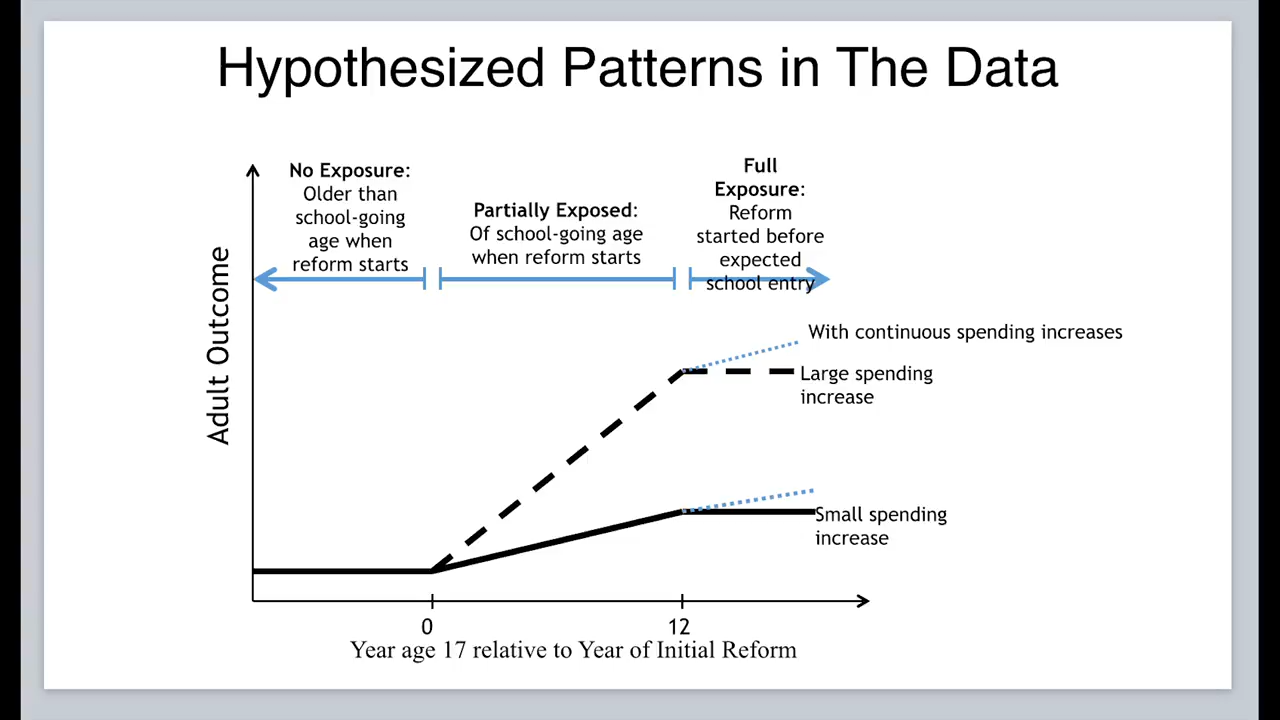 Hypothesized Patterns in The Data
No Exposure:
Older than
school-going
age when
reform starts
Partially Exposed:
Of school-going age
when reform starts
Full
Exposure:
Reform
started before
expected
school entry
Adult Outcome
With continuous spending increases
Large spending
increase
Small spending
increase
0
12
Year age 17 relative to Year of Initial Reform